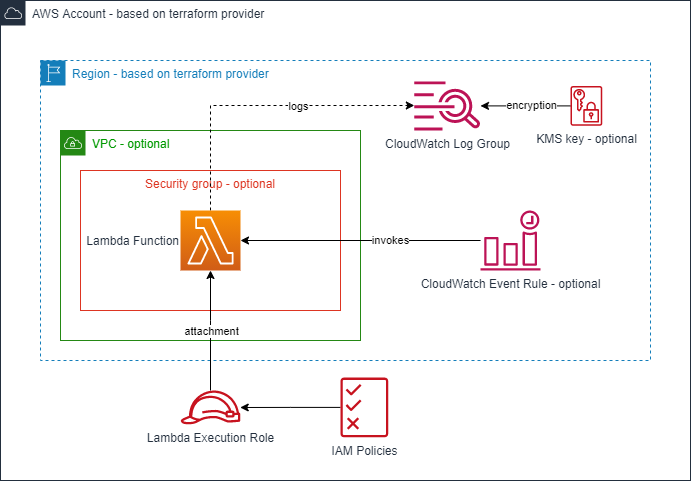 AWS Account - based on terraform provider
Region - based on terraform provider
logs
encryption
CloudWatch Log Group
KMS key - optional
VPC - optional
Security group - optional
Lambda Function
invokes
CloudWatch Event Rule - optional
attachment
Lambda Execution Role
IAM Policies